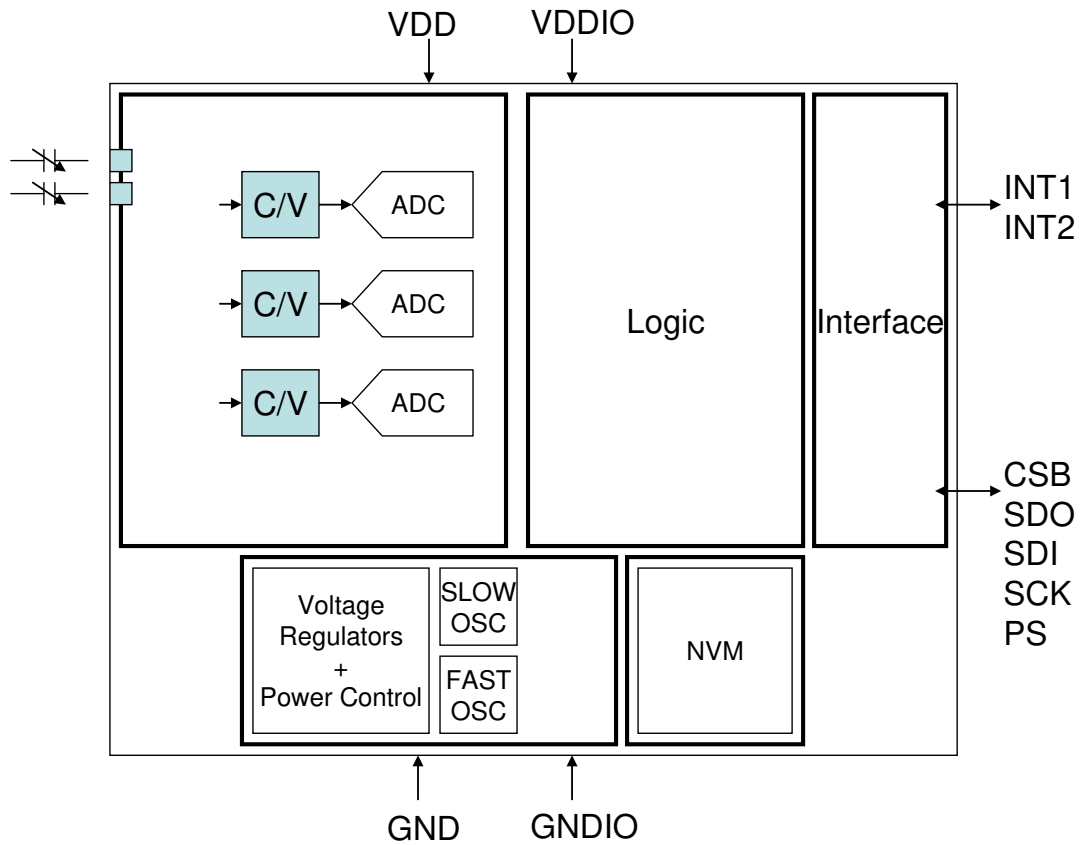 VDD
VDDIO
C/V
ADC
C/V
ADC
C/V
ADC
Logic
Interface
INT1
INT2
CSB
SDO
SDI
SCK
PS
Voltage
Regulators
+
Power Control
SLOW
OSC
FAST
OSC
NVM
GND
GNDIO